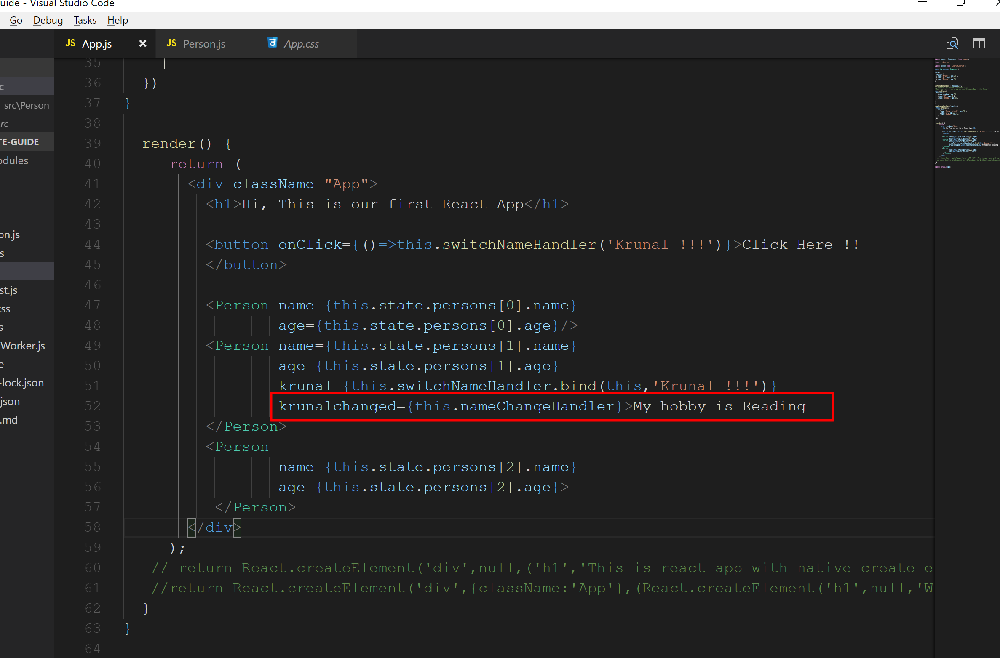 uide - Visual Studio Code
Go Debug Tasks Help
JS App.js × JS Person.js App.css
c
src\Person
rc
TE-GUIDE
odules
on.js
s
st.js
css
s
Worker.js
e
-lock.json
json
.md
35 ]
36 })
37 }
38
39 render() {
40 return (
41 <div className="App">
42 <h1>Hi, This is our first React App</h1>
43
44 <button onClick={()=>this.switchNameHandler('Krunal !!!')}>Click Here !!
45 </button>
46
47 <Person name={this.state.persons[0].name}
48 age={this.state.persons[0].age}/>
49 <Person name={this.state.persons[1].name}
50 age={this.state.persons[1].age}
51 krunal={this.switchNameHandler.bind(this,'Krunal !!!')}
52 krunalchanged={this.nameChangeHandler}>My hobby is Reading
53 </Person>
54 <Person
55 name={this.state.persons[2].name}
56 age={this.state.persons[2].age}>
57 </Person>
58 </div>
59 );
60 // return React.createElement('div',null,('h1','This is react app with native create e
61 //return React.createElement('div',{className:'App'},(React.createElement('h1',null,'W
62 }
63 }
64